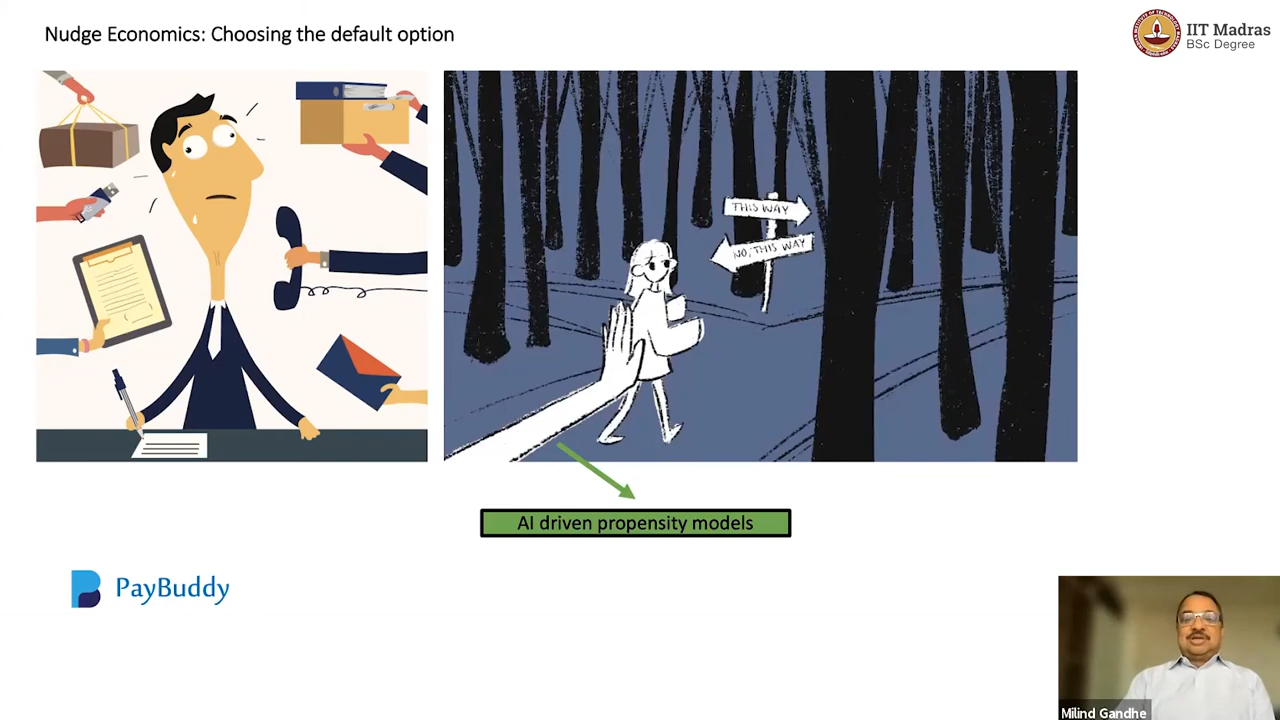 Nudge Economics: Choosing the default option
IIT Madras
BSc Degree
THIS WAY
NO, THIS WAY
AI driven propensity models
PayBuddy
Milind Gandhe